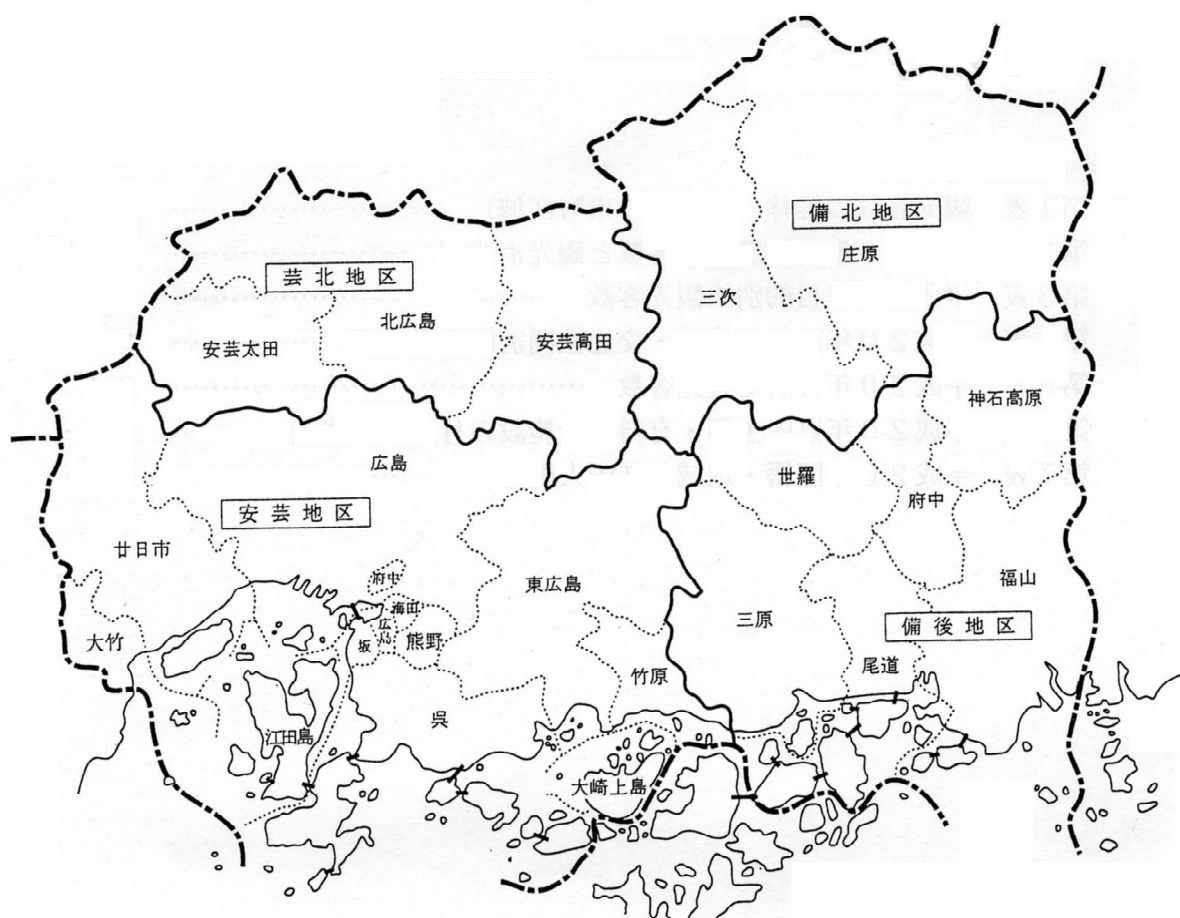 備北地区
庄原
三次
芸北地区
北広島
安芸太田
安芸高田
神石高原
広島
安芸地区
世羅
府中
廿日市
東広島
福山
府中
海田
広島
坂
熊野
三原
備後地区
大竹
竹原
尾道
呉
江田島
大崎上島